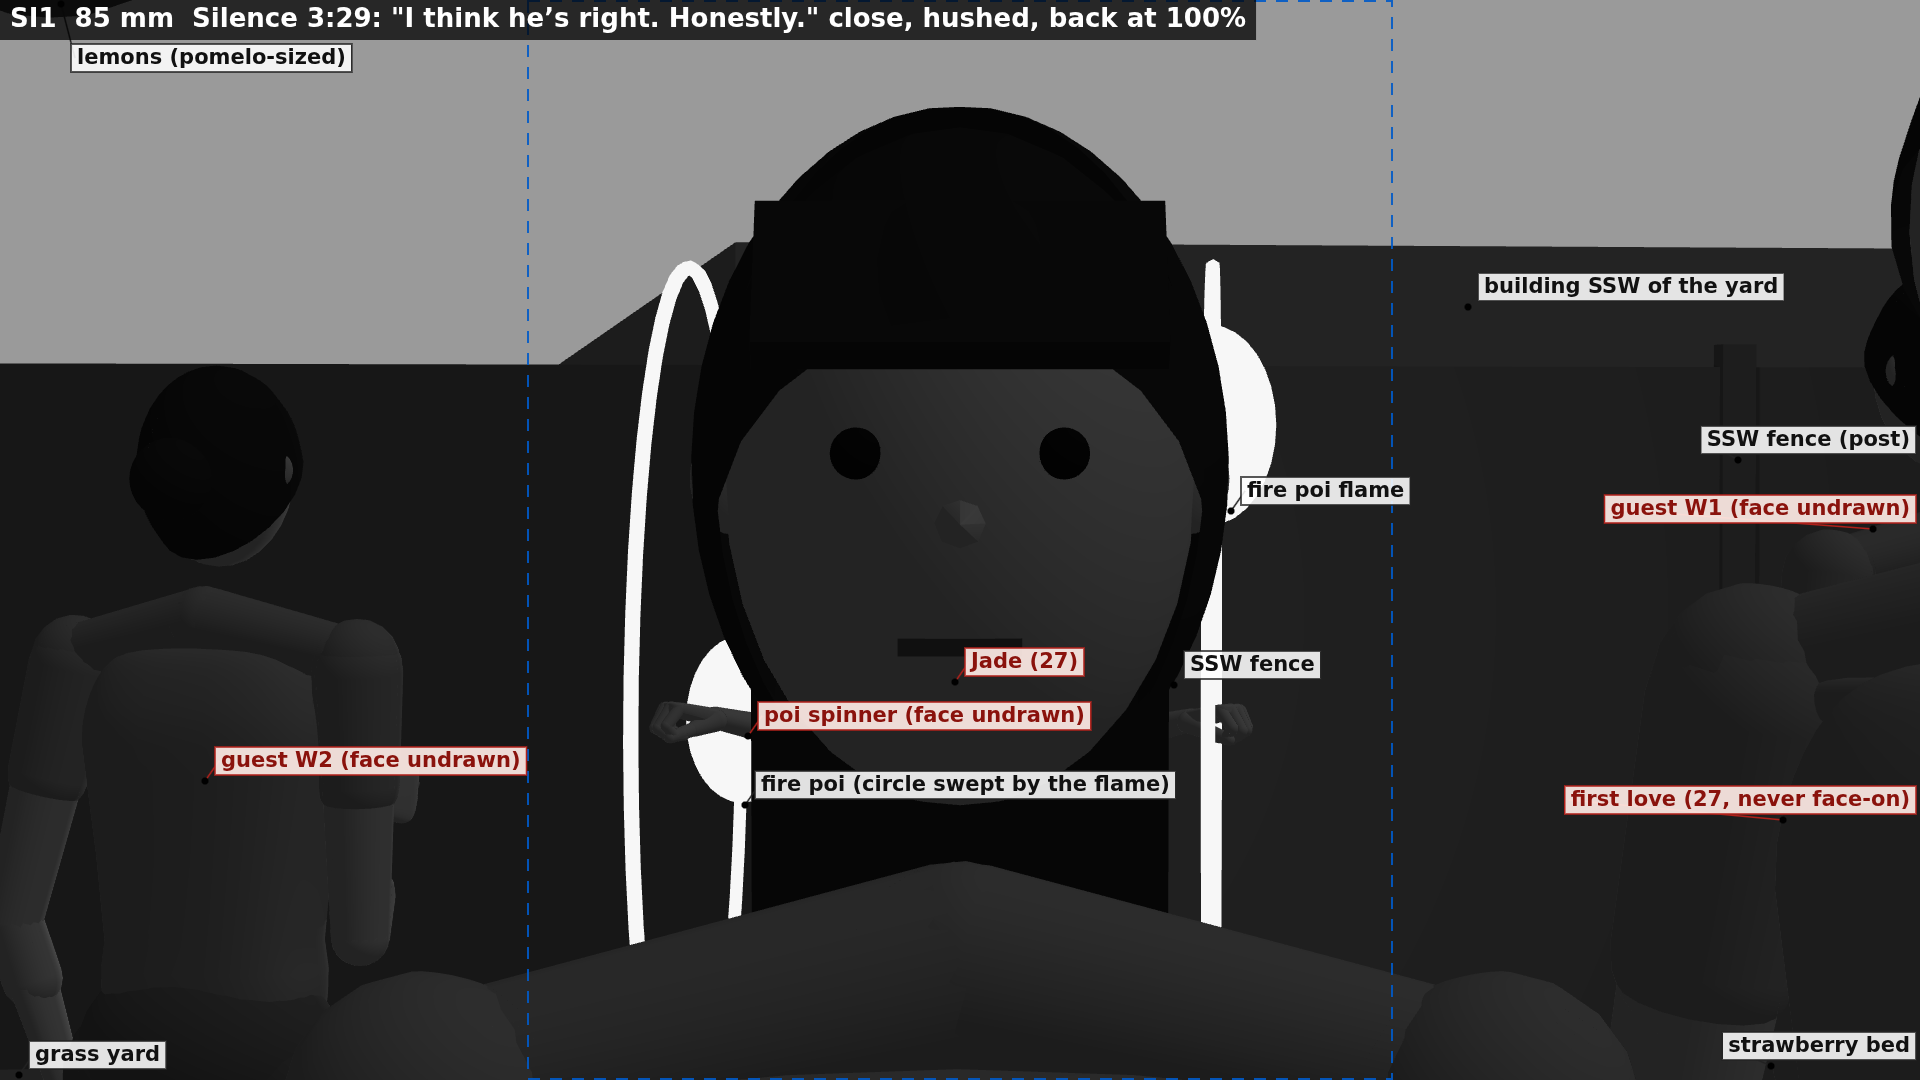 SI1  85 mm  Silence 3:29: "I think he’s right. Honestly." close, hushed, back at 100%
lemons (pomelo-sized)
building SSW of the yard
SSW fence (post)
fire poi flame
guest W1 (face undrawn)
Jade (27)
SSW fence
poi spinner (face undrawn)
guest W2 (face undrawn)
fire poi (circle swept by the flame)
first love (27, never face-on)
strawberry bed
grass yard